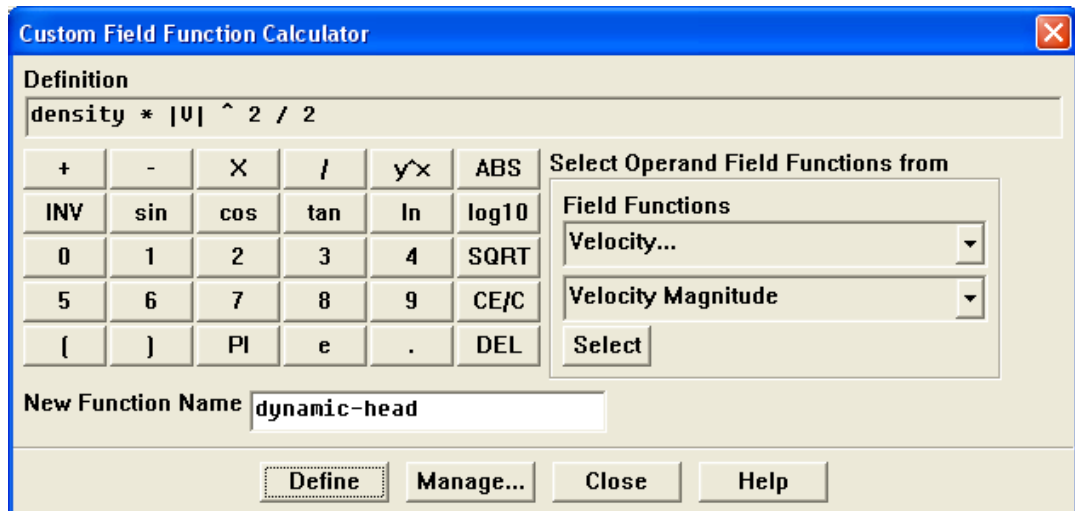 Custom Field Function Calculator
Definition
density * |V| ^ 2 / 2
+ - X / y^x ABS
INV sin cos tan ln log10
0 1 2 3 4 SQRT
5 6 7 8 9 CE/C
( ) PI e . DEL
Select Operand Field Functions from
Field Functions
Velocity...
Velocity Magnitude
Select
New Function Name dynamic-head
Define Manage... Close Help